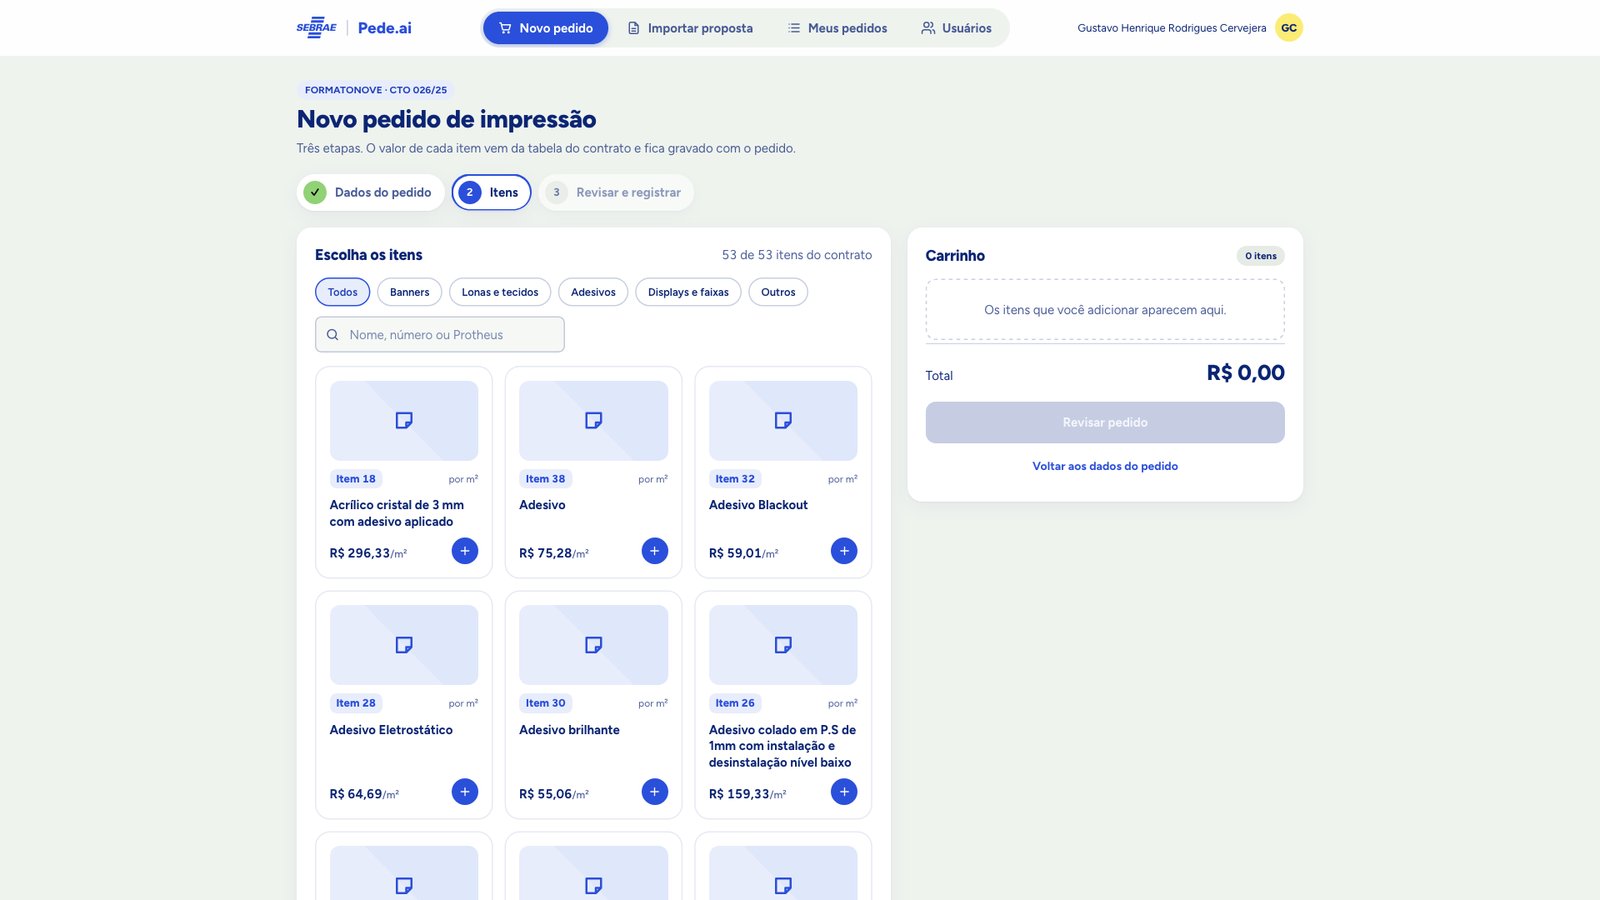 SEBRAE
Pede.ai
Novo pedido
Importar proposta
Meus pedidos
Usuários
Gustavo Henrique Rodrigues Cervejera
GC
FORMATONOVE · CTO 026/25
Novo pedido de impressão
Três etapas. O valor de cada item vem da tabela do contrato e fica gravado com o pedido.
Dados do pedido
2 Itens
3 Revisar e registrar
Escolha os itens
53 de 53 itens do contrato
Todos
Banners
Lonas e tecidos
Adesivos
Displays e faixas
Outros
Nome, número ou Protheus
Item 18 por m²
Acrílico cristal de 3 mm
com adesivo aplicado
R$ 296,33/m²
Item 38 por m²
Adesivo
R$ 75,28/m²
Item 32 por m²
Adesivo Blackout
R$ 59,01/m²
Item 28 por m²
Adesivo Eletrostático
R$ 64,69/m²
Item 30 por m²
Adesivo brilhante
R$ 55,06/m²
Item 26 por m²
Adesivo colado em P.S de
1mm com instalação e
desinstalação nível baixo
R$ 159,33/m²
Carrinho
0 itens
Os itens que você adicionar aparecem aqui.
Total
R$ 0,00
Revisar pedido
Voltar aos dados do pedido